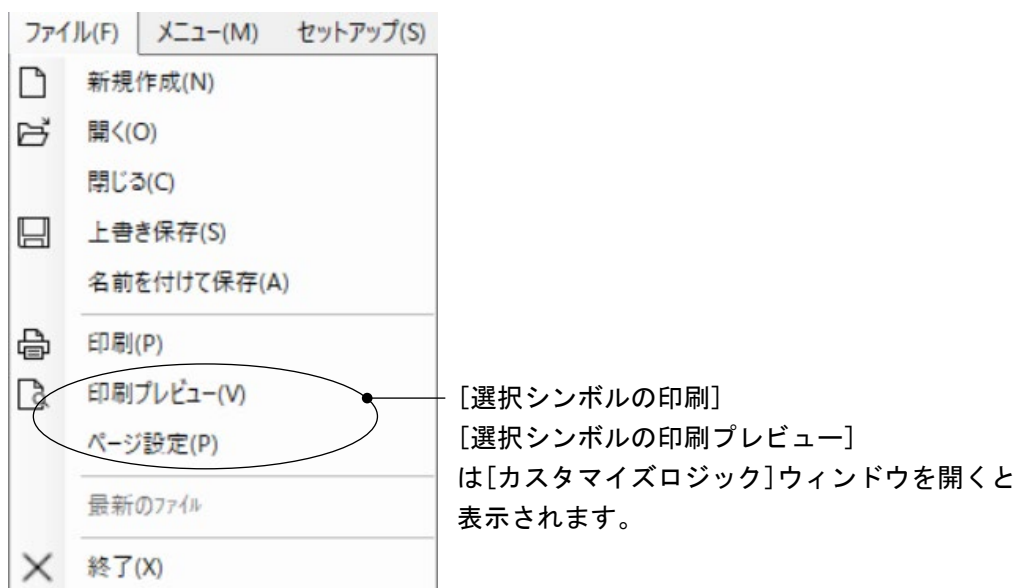 ファイル(F) メニュー(M) セットアップ(S)
新規作成(N)
開く(O)
閉じる(C)
上書き保存(S)
名前を付けて保存(A)
印刷(P)
印刷プレビュー(V)
ページ設定(P)
最新のファイル
終了(X)
[選択シンボルの印刷]
[選択シンボルの印刷プレビュー]
は[カスタマイズロジック]ウィンドウを開くと
表示されます。